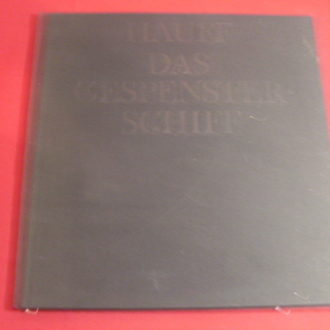 HAUFF
DAS
GESPENSTER-
SCHIFF